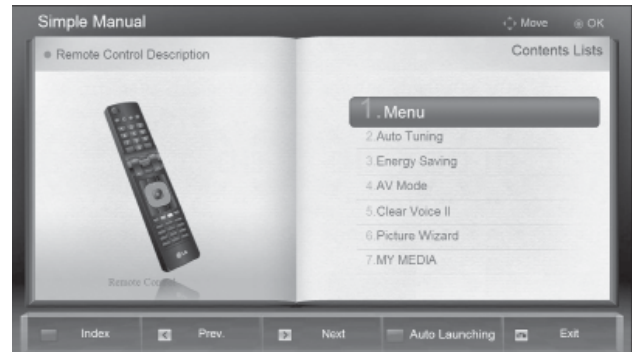 Simple Manual
Move
OK
Remote Control Description
Contents Lists
1. Menu
2.Auto Tuning
3.Energy Saving
4.AV Mode
5.Clear Voice II
6.Picture Wizard
7.MY MEDIA
LG
Remote Control
Index
Prev.
Next
Auto Launching
Exit